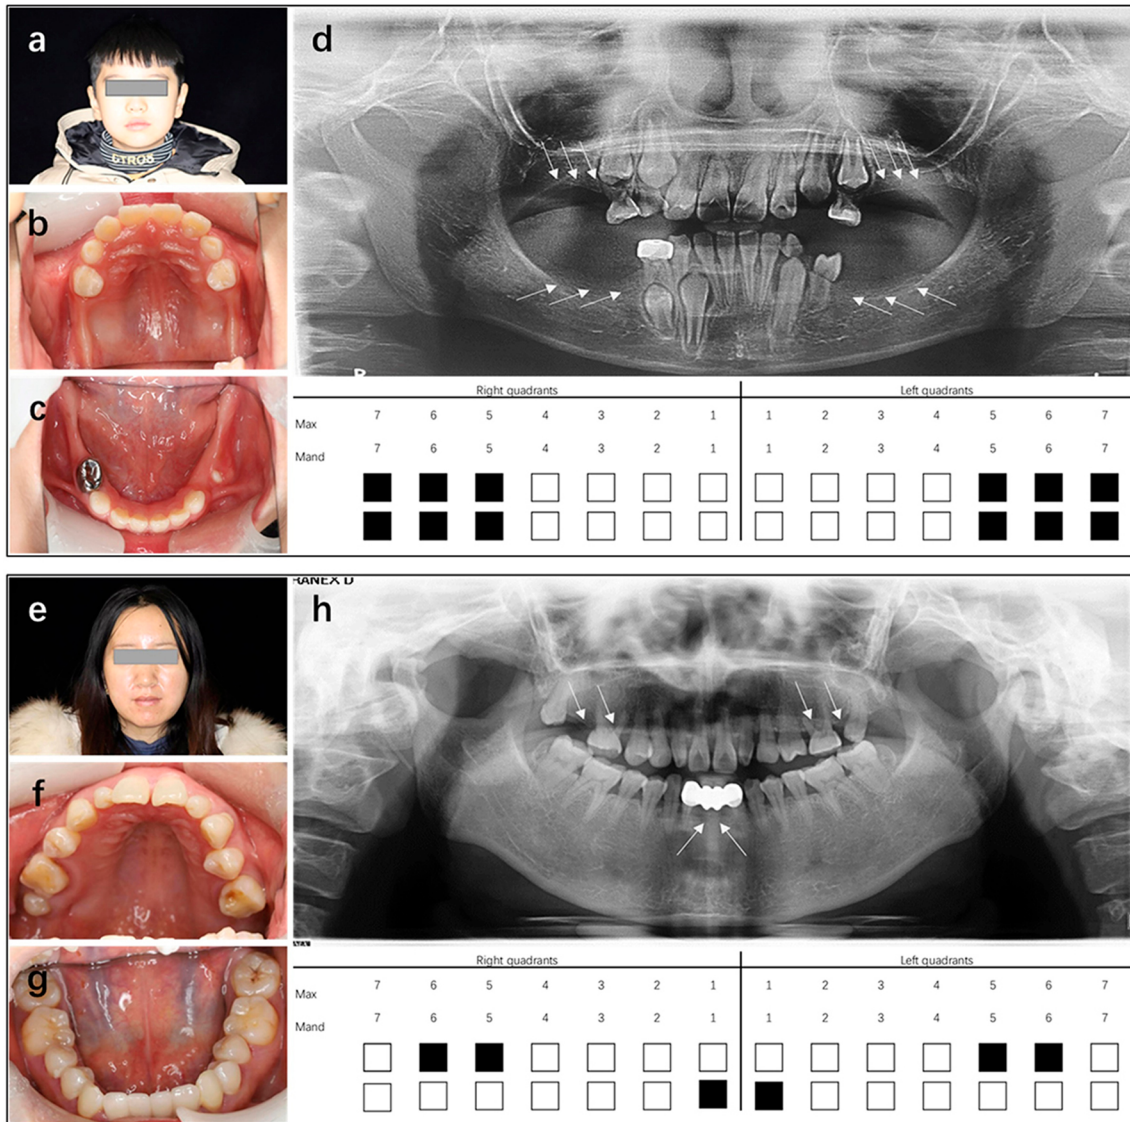 a
GTR05
b
c
d
R
Right quadrants
Left quadrants
7 6 5 4 3 2 1 1 2 3 4 5 6 7
Max
7 6 5 4 3 2 1 1 2 3 4 5 6 7
Mand
e
f
g
h
RANEX D
Right quadrants
Left quadrants
7 6 5 4 3 2 1 1 2 3 4 5 6 7
Max
7 6 5 4 3 2 1 1 2 3 4 5 6 7
Mand